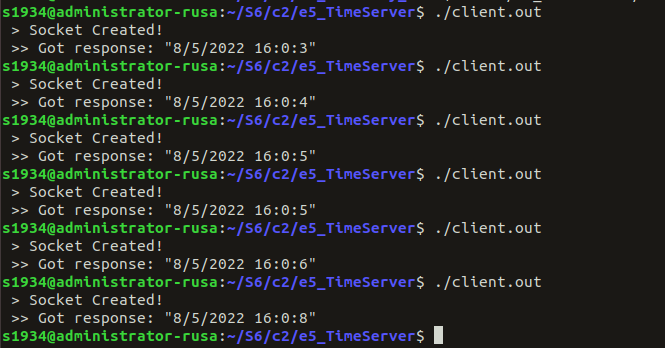 s1934@administrator-rusa:~/S6/c2/e5_TimeServer$ ./client.out
 > Socket Created!
 >> Got response: "8/5/2022 16:0:3"
s1934@administrator-rusa:~/S6/c2/e5_TimeServer$ ./client.out
 > Socket Created!
 >> Got response: "8/5/2022 16:0:4"
s1934@administrator-rusa:~/S6/c2/e5_TimeServer$ ./client.out
 > Socket Created!
 >> Got response: "8/5/2022 16:0:5"
s1934@administrator-rusa:~/S6/c2/e5_TimeServer$ ./client.out
 > Socket Created!
 >> Got response: "8/5/2022 16:0:5"
s1934@administrator-rusa:~/S6/c2/e5_TimeServer$ ./client.out
 > Socket Created!
 >> Got response: "8/5/2022 16:0:6"
s1934@administrator-rusa:~/S6/c2/e5_TimeServer$ ./client.out
 > Socket Created!
 >> Got response: "8/5/2022 16:0:8"
s1934@administrator-rusa:~/S6/c2/e5_TimeServer$